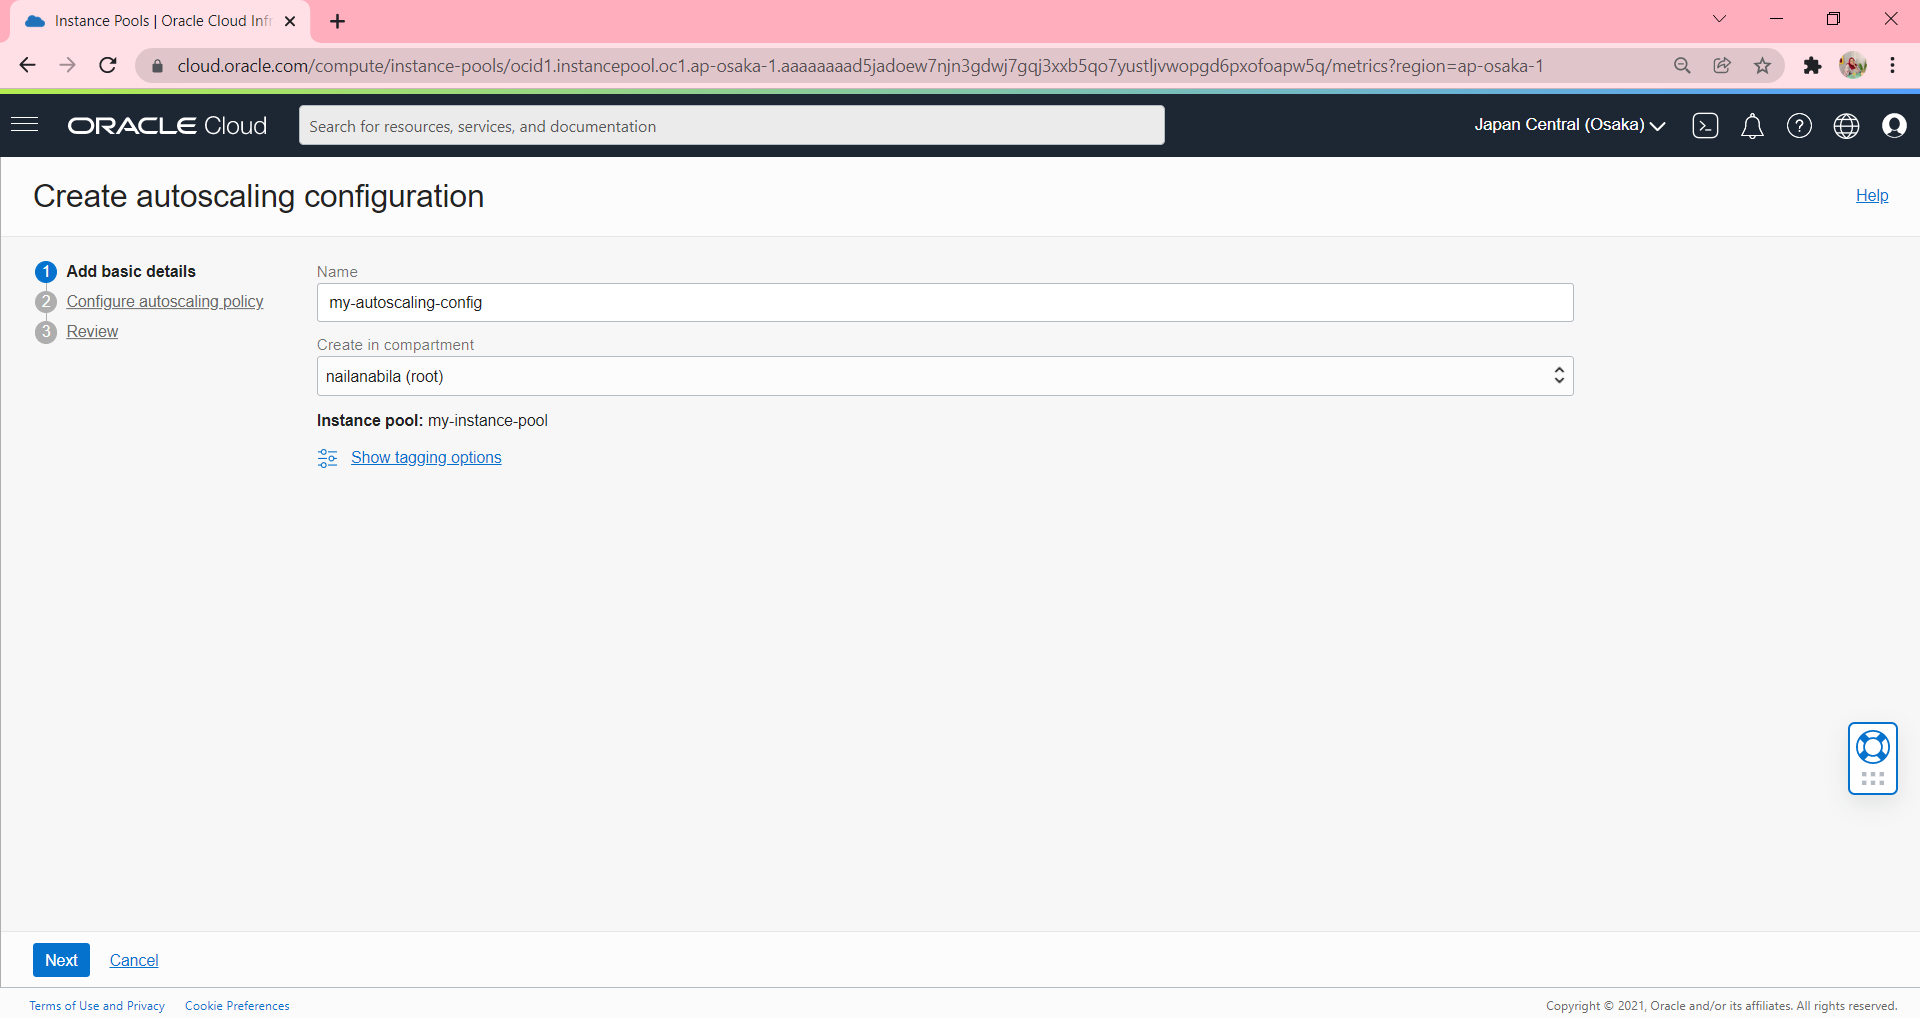 Instance Pools | Oracle Cloud Infr
cloud.oracle.com/compute/instance-pools/ocid1.instancepool.oc1.ap-osaka-1.aaaaaaaad5jadoew7njn3gdwj7gqj3xxb5qo7yustljvwopgd6pxofoapw5q/metrics?region=ap-osaka-1
ORACLE Cloud
Search for resources, services, and documentation
Japan Central (Osaka)
Create autoscaling configuration
Help
1 Add basic details
2 Configure autoscaling policy
3 Review
Name
my-autoscaling-config
Create in compartment
nailanabila (root)
Instance pool: my-instance-pool
Show tagging options
Next
Cancel
Terms of Use and Privacy
Cookie Preferences
Copyright © 2021, Oracle and/or its affiliates. All rights reserved.